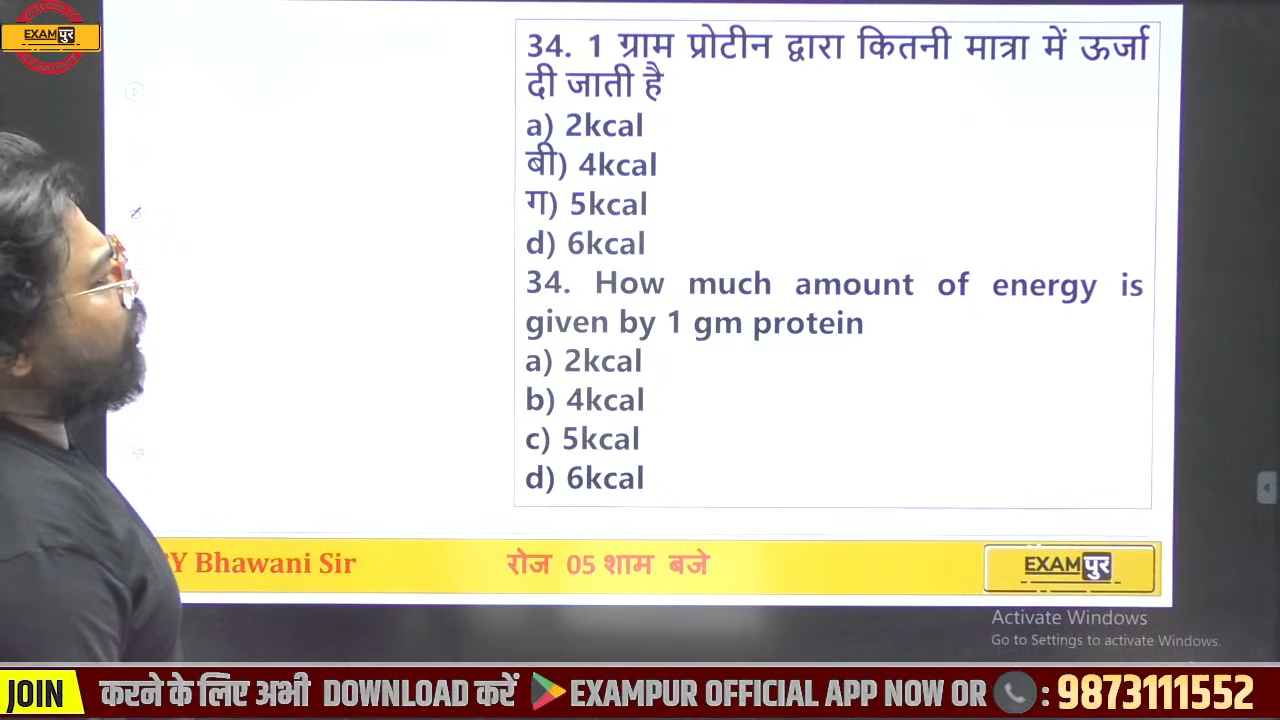 EXAMपुर
34. 1 ग्राम प्रोटीन द्वारा कितनी मात्रा में ऊर्जा
दी जाती है
a) 2kcal
बी) 4kcal
ग) 5kcal
d) 6kcal
34. How much amount of energy is
given by 1 gm protein
a) 2kcal
b) 4kcal
c) 5kcal
d) 6kcal
Y Bhawani Sir
रोज 05 शाम बजे
EXAMपुर
Activate Windows
Go to Settings to activate Windows.
JOIN करने के लिए अभी DOWNLOAD करें EXAMPUR OFFICIAL APP NOW OR : 9873111552